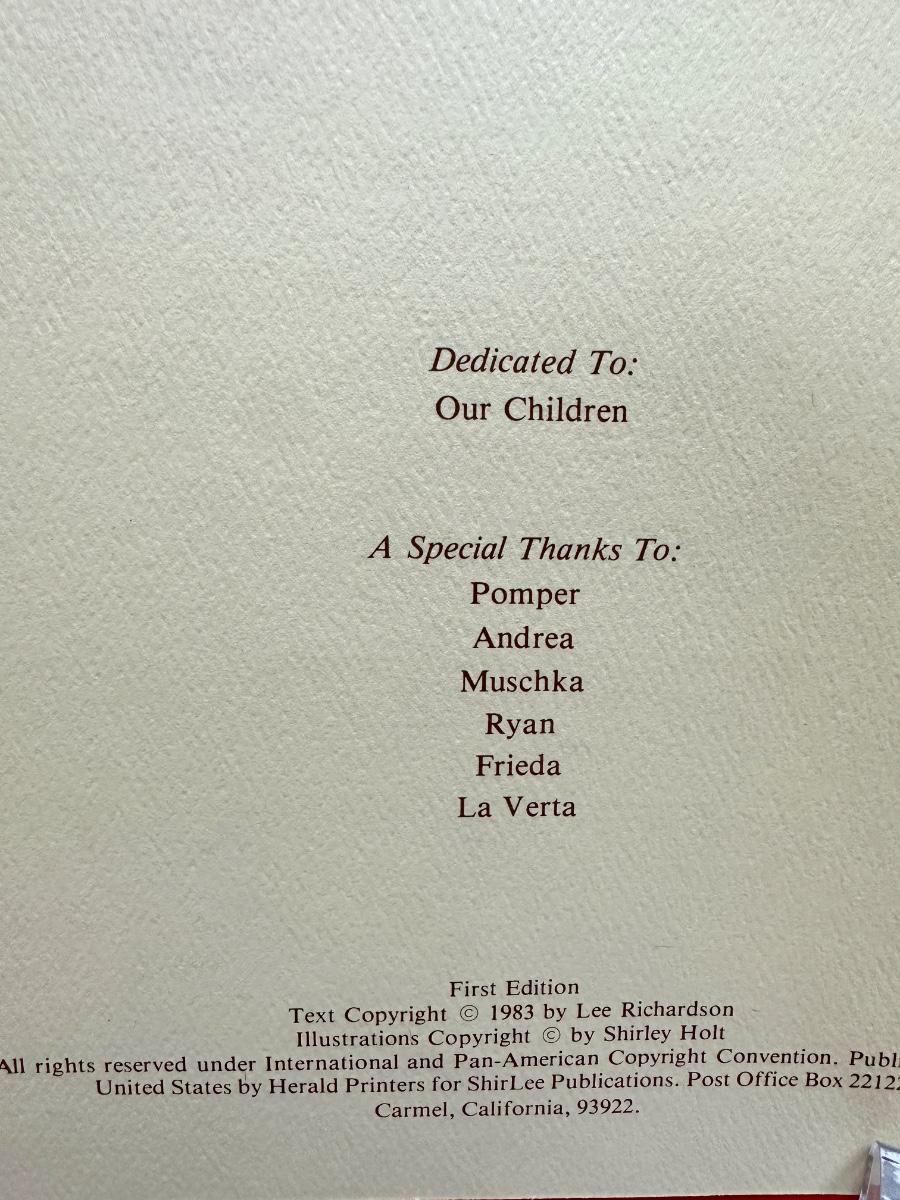 Dedicated To:
Our Children
A Special Thanks To:
Pomper
Andrea
Muschka
Ryan
Frieda
La Verta
First Edition
Text Copyright © 1983 by Lee Richardson
Illustrations Copyright © by Shirley Holt
All rights reserved under International and Pan-American Copyright Convention.
United States by Herald Printers for ShirLee Publications. Post Office Box
Carmel, California, 93922.